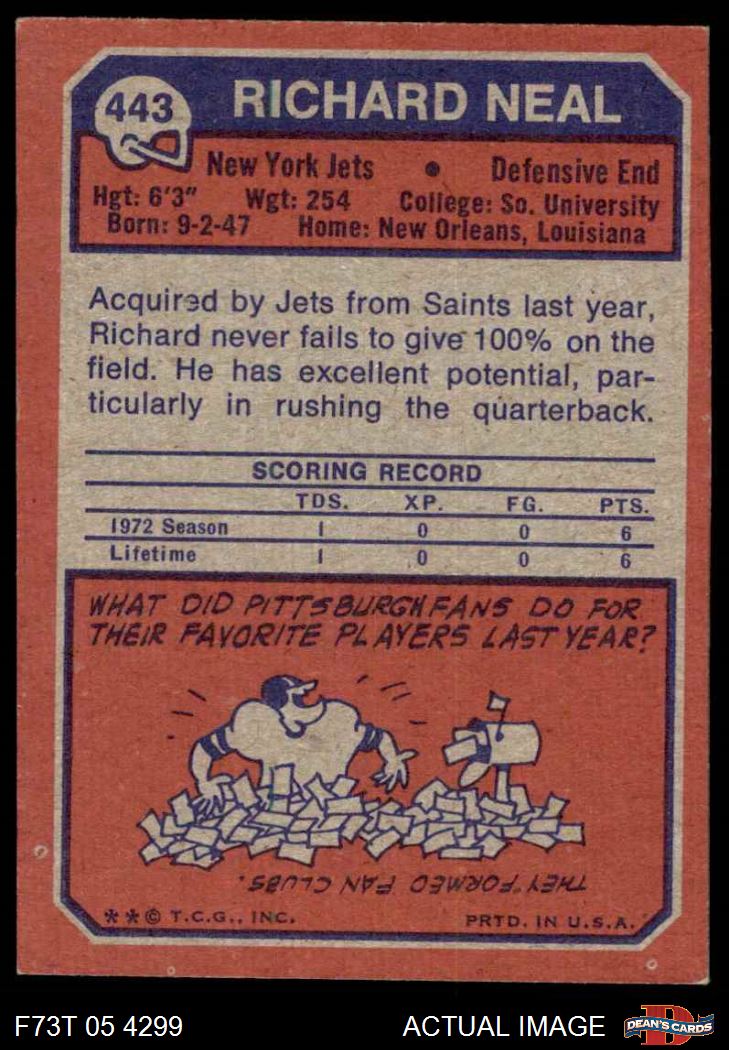 443
RICHARD NEAL
New York Jets • Defensive End
Hgt: 6'3" Wgt: 254 College: So. University
Born: 9-2-47 Home: New Orleans, Louisiana
Acquired by Jets from Saints last year,
Richard never fails to give 100% on the
field. He has excellent potential, par-
ticularly in rushing the quarterback.
SCORING RECORD
TDS. XP. FG. PTS.
1972 Season 1 0 0 6
Lifetime 1 0 0 6
WHAT DID PITTSBURGH FANS DO FOR
THEIR FAVORITE PLAYERS LAST YEAR?
THEY FORMED FAN CLUBS.
**© T.C.G., INC. PRTD. IN U.S.A.
F73T 05 4299 ACTUAL IMAGE
D
DEAN'S CARDS